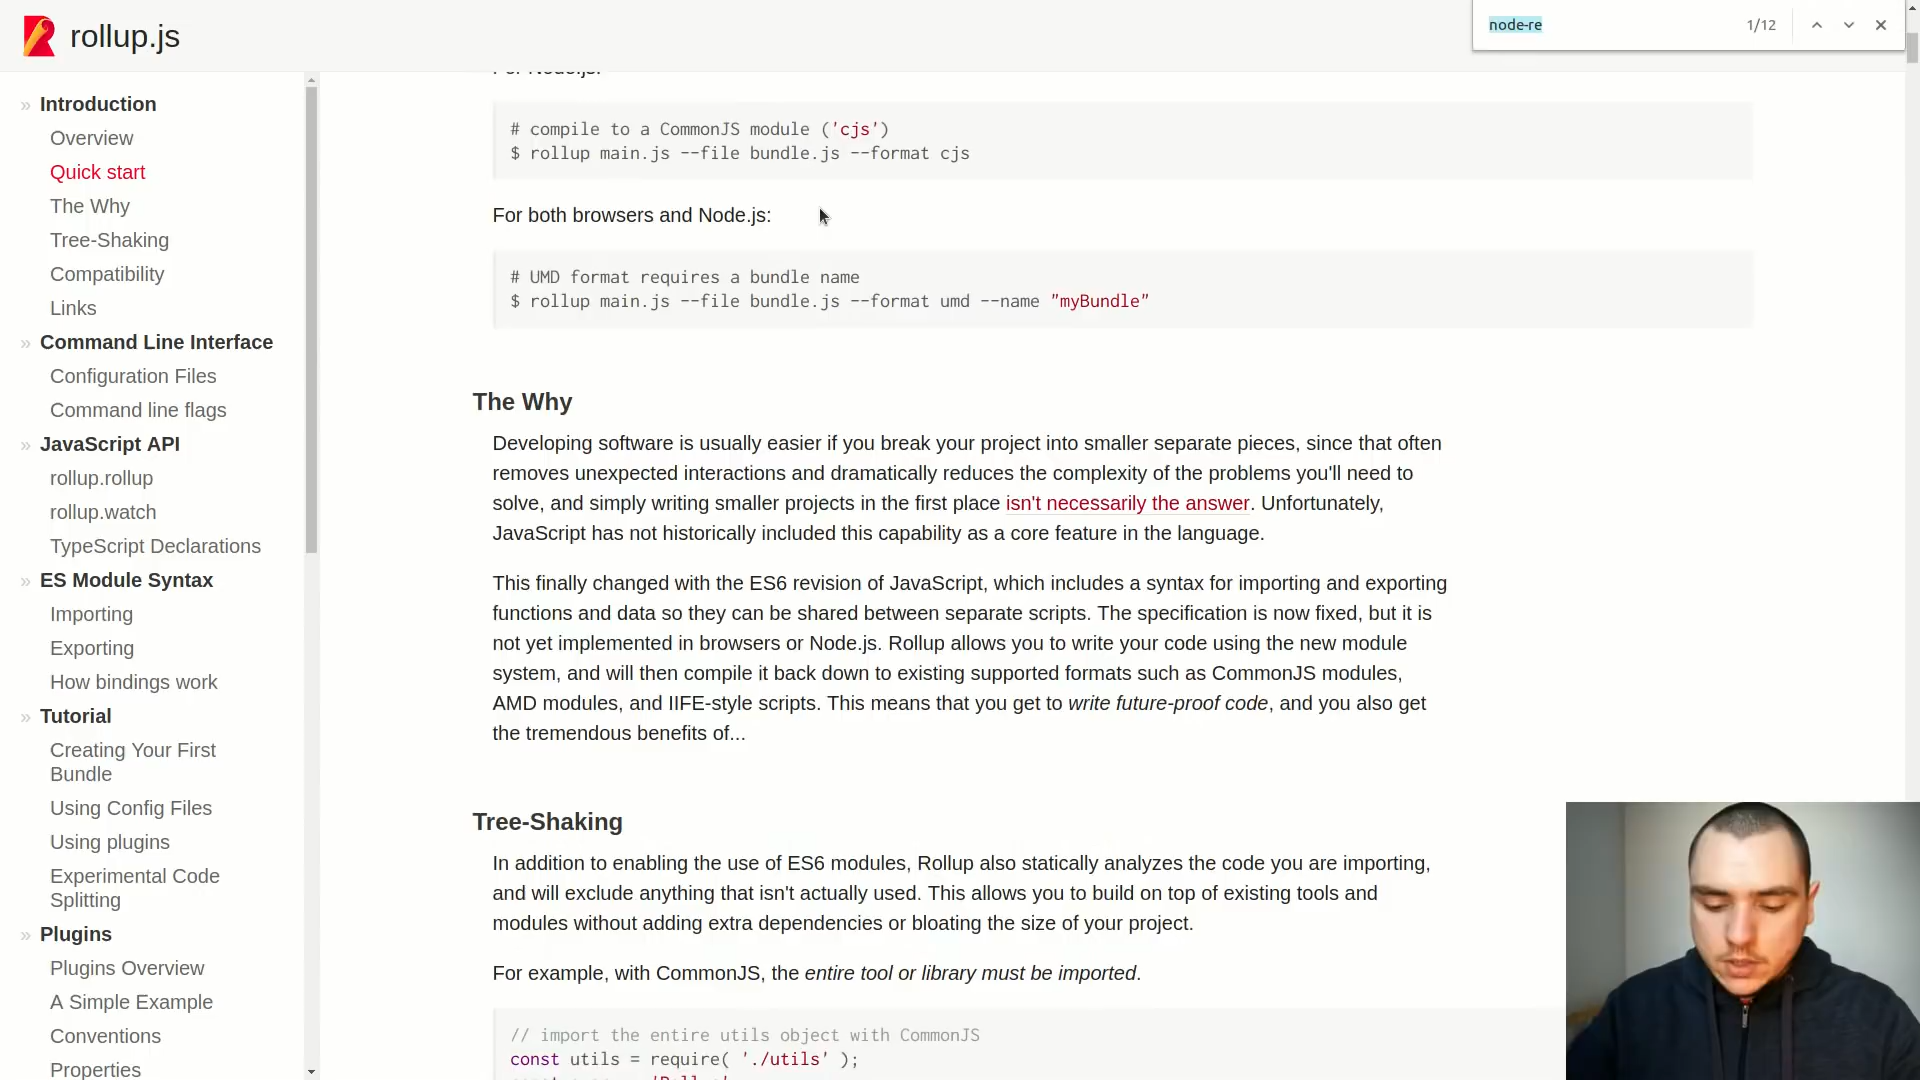 rollup.js
node-re
1/12
» Introduction
Overview
Quick start
The Why
Tree-Shaking
Compatibility
Links
» Command Line Interface
Configuration Files
Command line flags
» JavaScript API
rollup.rollup
rollup.watch
TypeScript Declarations
» ES Module Syntax
Importing
Exporting
How bindings work
» Tutorial
Creating Your First
Bundle
Using Config Files
Using plugins
Experimental Code
Splitting
» Plugins
Plugins Overview
A Simple Example
Conventions
Properties
For Node.js:
# compile to a CommonJS module ('cjs')
$ rollup main.js --file bundle.js --format cjs
For both browsers and Node.js:
# UMD format requires a bundle name
$ rollup main.js --file bundle.js --format umd --name "myBundle"
The Why
Developing software is usually easier if you break your project into smaller separate pieces, since that often
removes unexpected interactions and dramatically reduces the complexity of the problems you'll need to
solve, and simply writing smaller projects in the first place isn't necessarily the answer. Unfortunately,
JavaScript has not historically included this capability as a core feature in the language.
This finally changed with the ES6 revision of JavaScript, which includes a syntax for importing and exporting
functions and data so they can be shared between separate scripts. The specification is now fixed, but it is
not yet implemented in browsers or Node.js. Rollup allows you to write your code using the new module
system, and will then compile it back down to existing supported formats such as CommonJS modules,
AMD modules, and IIFE-style scripts. This means that you get to write future-proof code, and you also get
the tremendous benefits of...
Tree-Shaking
In addition to enabling the use of ES6 modules, Rollup also statically analyzes the code you are importing,
and will exclude anything that isn't actually used. This allows you to build on top of existing tools and
modules without adding extra dependencies or bloating the size of your project.
For example, with CommonJS, the entire tool or library must be imported.
// import the entire utils object with CommonJS
const utils = require( './utils' );